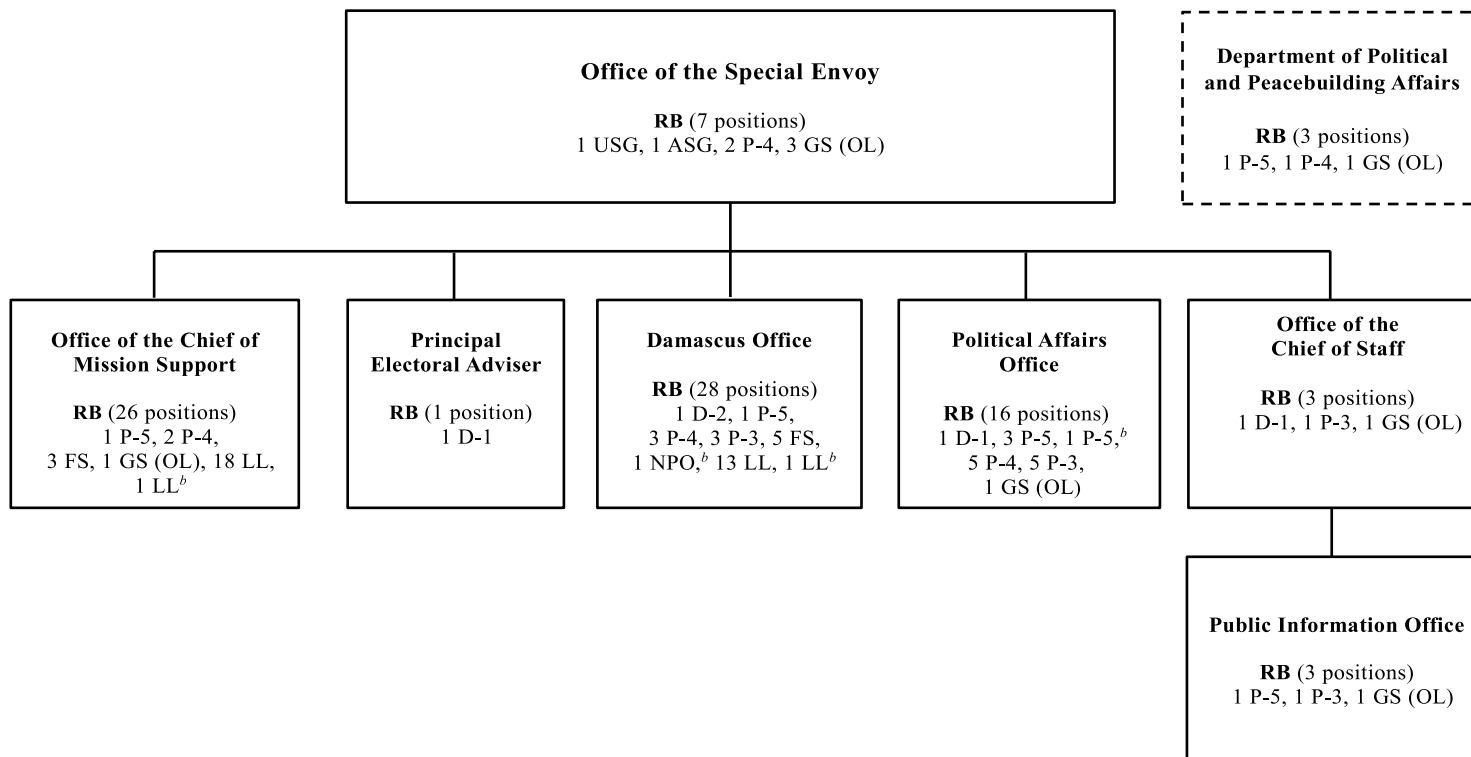 Office of the Special Envoy
RB (7 positions)
1 USG, 1 ASG, 2 P-4, 3 GS (OL)
Department of Political
and Peacebuilding Affairs
RB (3 positions)
1 P-5, 1 P-4, 1 GS (OL)
Office of the Chief of
Mission Support
RB (26 positions)
1 P-5, 2 P-4,
3 FS, 1 GS (OL), 18 LL,
1 LLᵇ
Principal
Electoral Adviser
RB (1 position)
1 D-1
Damascus Office
RB (28 positions)
1 D-2, 1 P-5,
3 P-4, 3 P-3, 5 FS,
1 NPO,ᵇ 13 LL, 1 LLᵇ
Political Affairs
Office
RB (16 positions)
1 D-1, 3 P-5, 1 P-5,ᵇ
5 P-4, 5 P-3,
1 GS (OL)
Office of the
Chief of Staff
RB (3 positions)
1 D-1, 1 P-3, 1 GS (OL)
Public Information Office
RB (3 positions)
1 P-5, 1 P-3, 1 GS (OL)